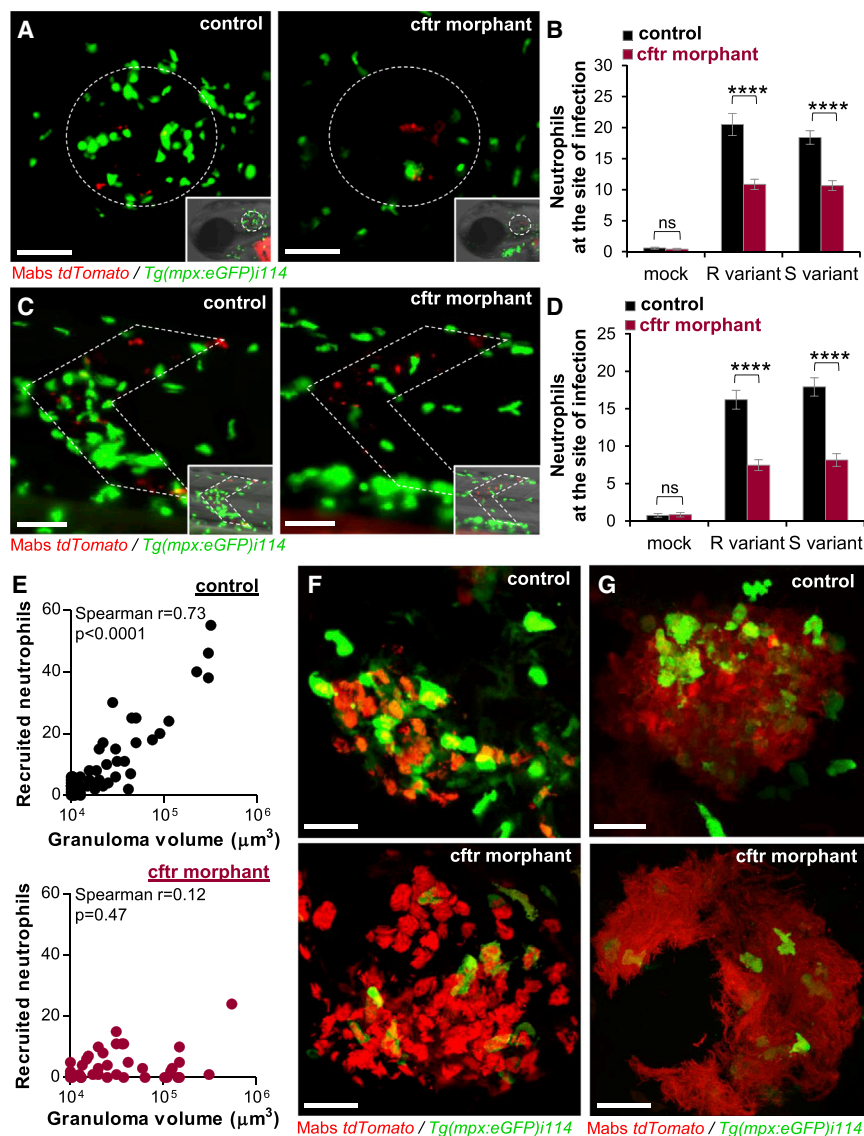 A
control
cftr morphant
Mabs tdTomato / Tg(mpx:eGFP)i114
B
control
cftr morphant
Neutrophils
at the site of infection
30
25
20
15
10
5
0
ns
****
****
mock
R variant
S variant
C
control
cftr morphant
Mabs tdTomato / Tg(mpx:eGFP)i114
D
control
cftr morphant
Neutrophils
at the site of infection
25
20
15
10
5
0
ns
****
****
mock
R variant
S variant
E
control
Spearman r=0.73
p<0.0001
Recruited neutrophils
60
40
20
0
10⁴
10⁵
10⁶
Granuloma volume (μm³)
cftr morphant
Spearman r=0.12
p=0.47
Recruited neutrophils
60
40
20
0
10⁴
10⁵
10⁶
Granuloma volume (μm³)
F
control
cftr morphant
Mabs tdTomato / Tg(mpx:eGFP)i114
G
control
cftr morphant
Mabs tdTomato / Tg(mpx:eGFP)i114